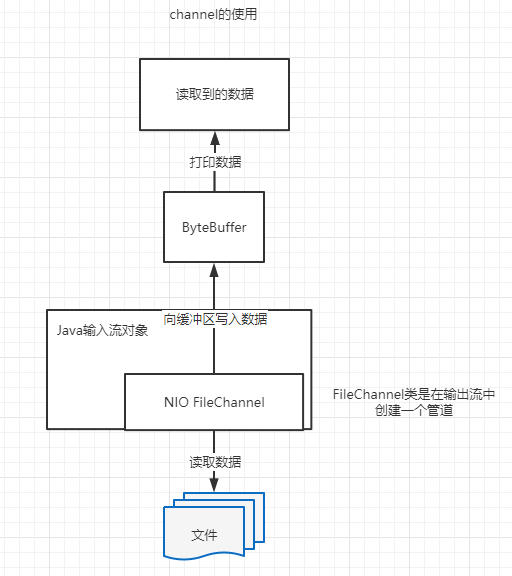 channel的使用
读取到的数据
打印数据
ByteBuffer
向缓冲区写入数据
Java输入流对象
NIO FileChannel
FileChannel类是在输出流中
创建一个管道
读取数据
文件